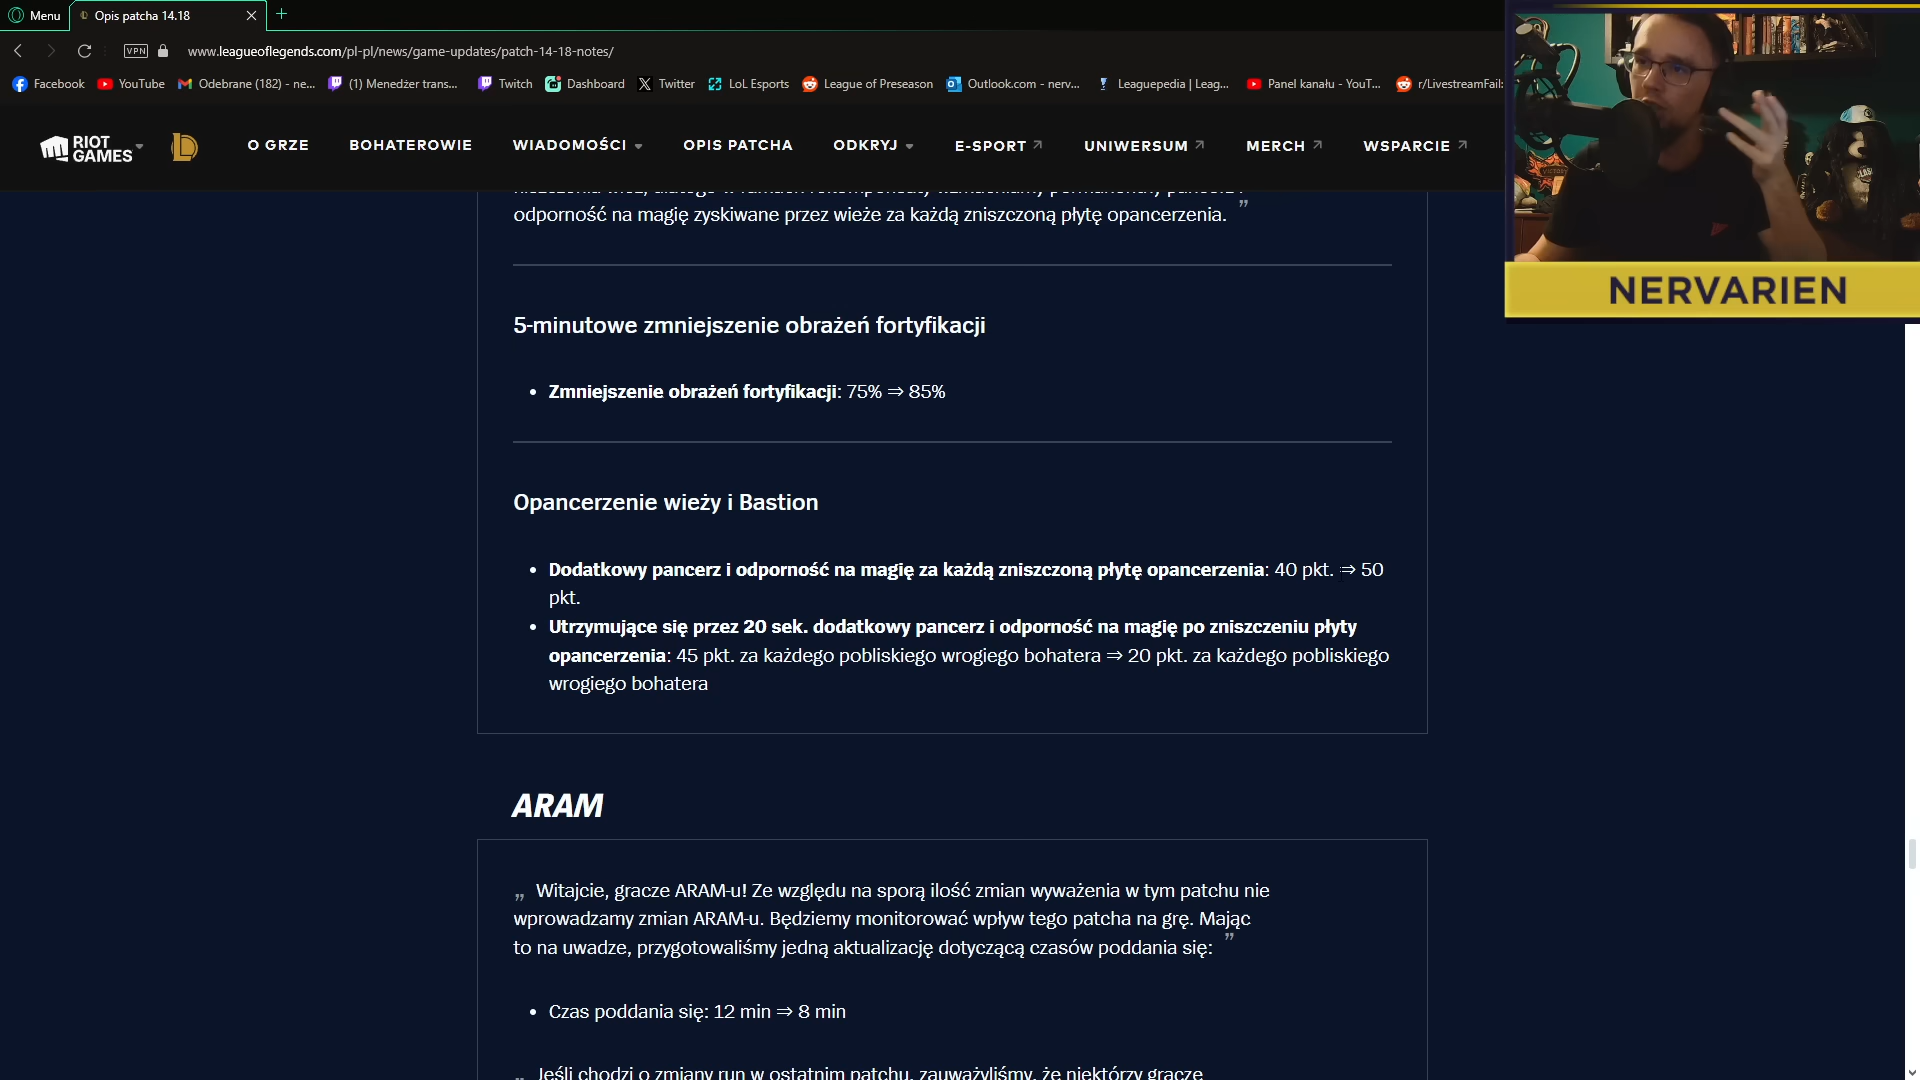 Menu
Opis patcha 14.18
VPN
www.leagueoflegends.com/pl-pl/news/game-updates/patch-14-18-notes/
Facebook
YouTube
Odebrane (182) - ne...
(1) Menedżer trans...
Twitch
Dashboard
Twitter
LoL Esports
League of Preseason
Outlook.com - nerv...
Leaguepedia | Leag...
Panel kanału - YouT...
r/LivestreamFail:
RIOT GAMES
O GRZE
BOHATEROWIE
WIADOMOŚCI
OPIS PATCHA
ODKRYJ
E-SPORT
UNIWERSUM
MERCH
WSPARCIE
NERVARIEN
odporność na magię zyskiwane przez wieże za każdą zniszczoną płytę opancerzenia. ”
5-minutowe zmniejszenie obrażeń fortyfikacji
• Zmniejszenie obrażeń fortyfikacji: 75% ⇒ 85%
Opancerzenie wieży i Bastion
• Dodatkowy pancerz i odporność na magię za każdą zniszczoną płytę opancerzenia: 40 pkt. ⇒ 50
pkt.
• Utrzymujące się przez 20 sek. dodatkowy pancerz i odporność na magię po zniszczeniu płyty
opancerzenia: 45 pkt. za każdego pobliskiego wrogiego bohatera ⇒ 20 pkt. za każdego pobliskiego
wrogiego bohatera
ARAM
„ Witajcie, gracze ARAM-u! Ze względu na sporą ilość zmian wyważenia w tym patchu nie
wprowadzamy zmian ARAM-u. Będziemy monitorować wpływ tego patcha na grę. Mając
to na uwadze, przygotowaliśmy jedną aktualizację dotyczącą czasów poddania się: ”
• Czas poddania się: 12 min ⇒ 8 min
„ Jeśli chodzi o zmiany run w ostatnim patchu, zauważyliśmy, że niektórzy gracze